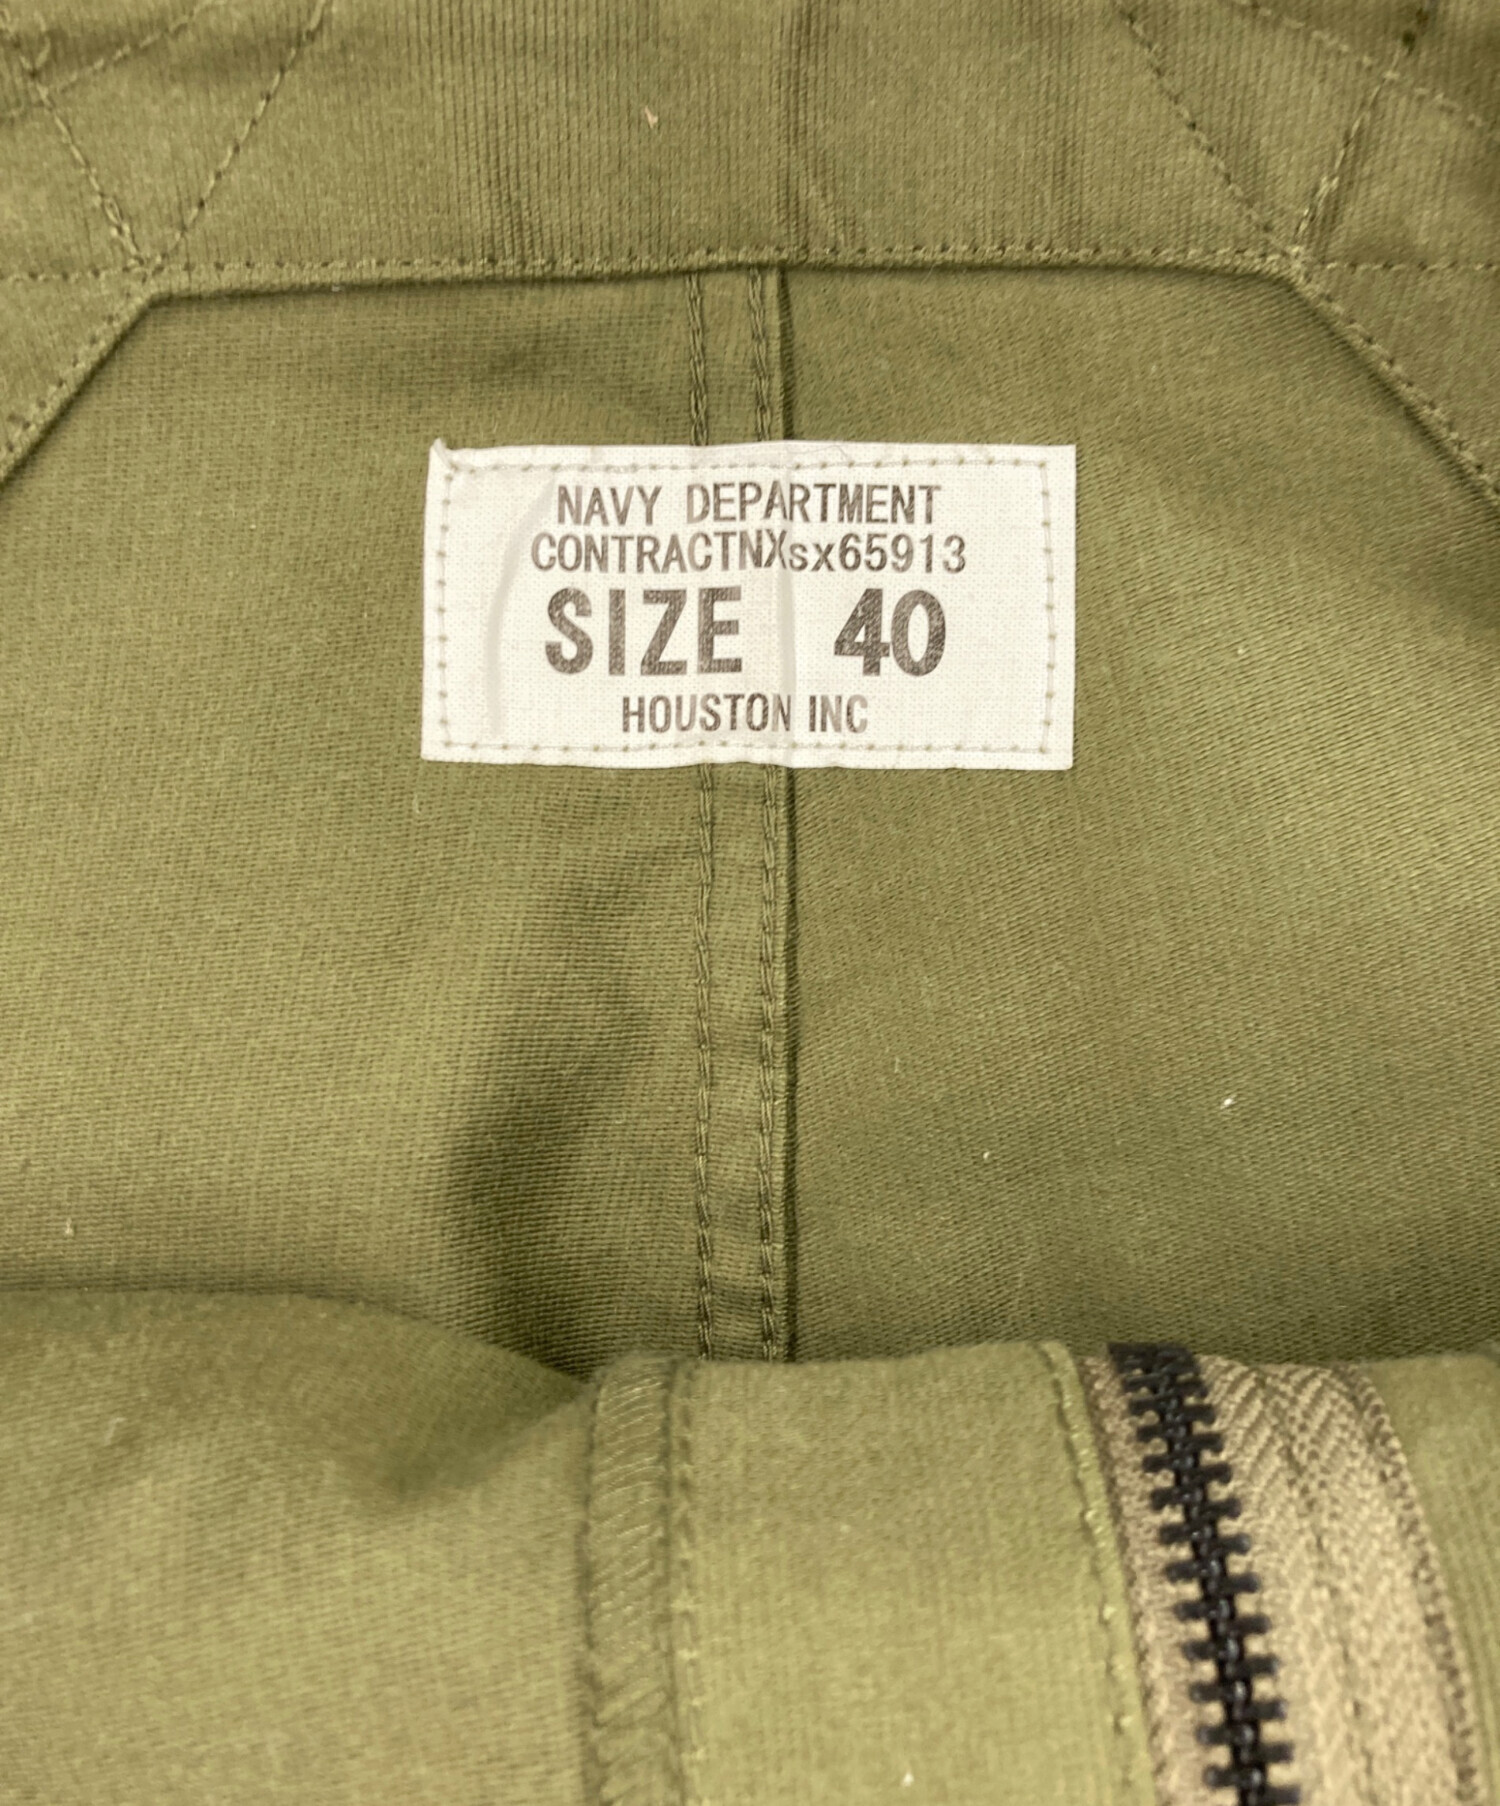 NAVY DEPARTMENT
CONTRACTNXsx65913
SIZE 40
HOUSTON INC